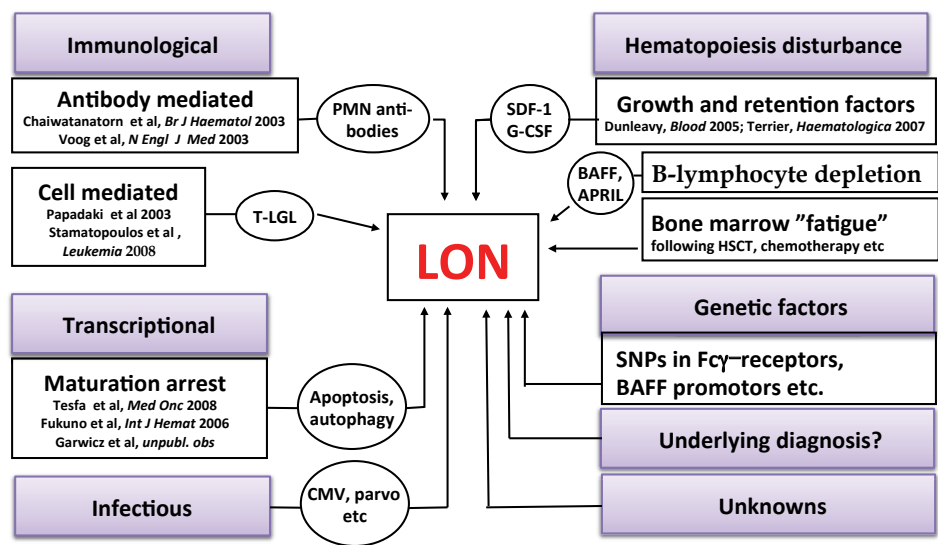 Immunological
Antibody mediated
Chaiwatanatorn et al, Br J Haematol 2003
Voog et al, N Engl J Med 2003
PMN anti-
bodies
Cell mediated
Papadaki et al 2003
Stamatopoulos et al ,
Leukemia 2008
T-LGL
Transcriptional
Maturation arrest
Tesfa et al, Med Onc 2008
Fukuno et al, Int J Hemat 2006
Garwicz et al, unpubl. obs
Apoptosis,
autophagy
Infectious
CMV, parvo
etc
LON
Hematopoiesis disturbance
SDF-1
G-CSF
Growth and retention factors
Dunleavy, Blood 2005; Terrier, Haematologica 2007
BAFF,
APRIL
B-lymphocyte depletion
Bone marrow ”fatigue”
following HSCT, chemotherapy etc
Genetic factors
SNPs in Fcγ–receptors,
BAFF promotors etc.
Underlying diagnosis?
Unknowns